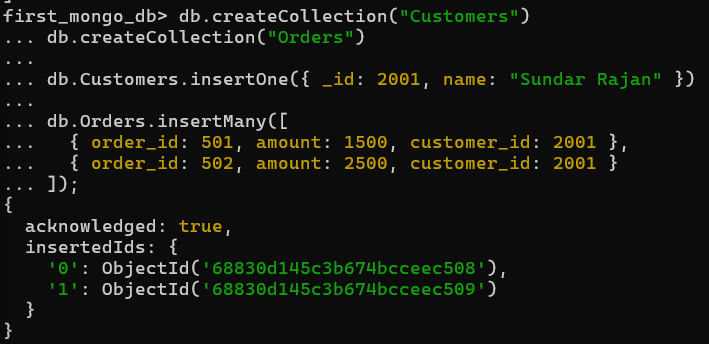 first_mongo_db> db.createCollection("Customers")
... db.createCollection("Orders")
...
... db.Customers.insertOne({ _id: 2001, name: "Sundar Rajan" })
...
... db.Orders.insertMany([
...   { order_id: 501, amount: 1500, customer_id: 2001 },
...   { order_id: 502, amount: 2500, customer_id: 2001 }
... ]);
{
  acknowledged: true,
  insertedIds: {
    '0': ObjectId('68830d145c3b674bcceec508'),
    '1': ObjectId('68830d145c3b674bcceec509')
  }
}